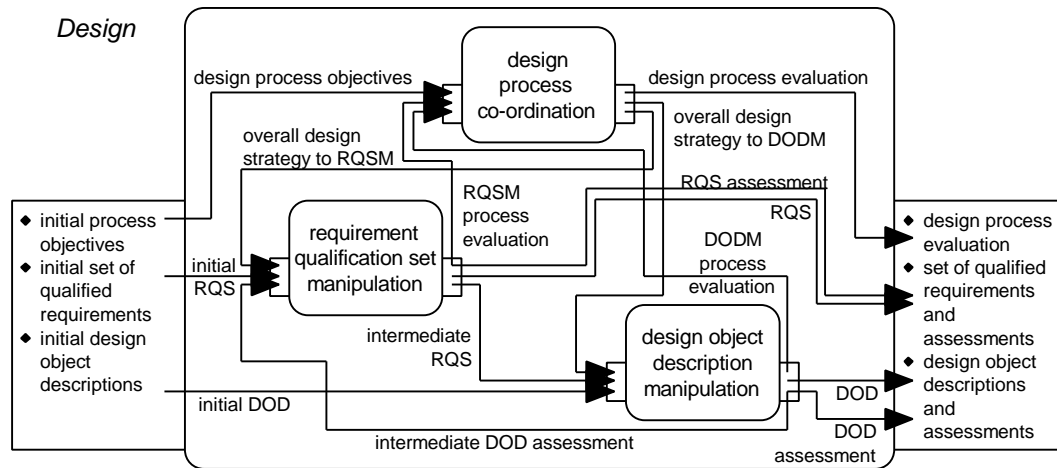 Design
design
process
co-ordination
design process objectives
design process evaluation
overall design
strategy to RQSM
overall design
strategy to DODM
RQSM
process
evaluation
RQS assessment
RQS
◆ initial process
objectives
◆ initial set of
qualified
requirements
◆ initial design
object
descriptions
initial
RQS
requirement
qualification set
manipulation
DODM
process
evaluation
intermediate
RQS
design object
description
manipulation
initial DOD
intermediate DOD assessment
DOD
DOD
assessment
◆ design process
evaluation
◆ set of qualified
requirements
and
assessments
◆ design object
descriptions
and
assessments